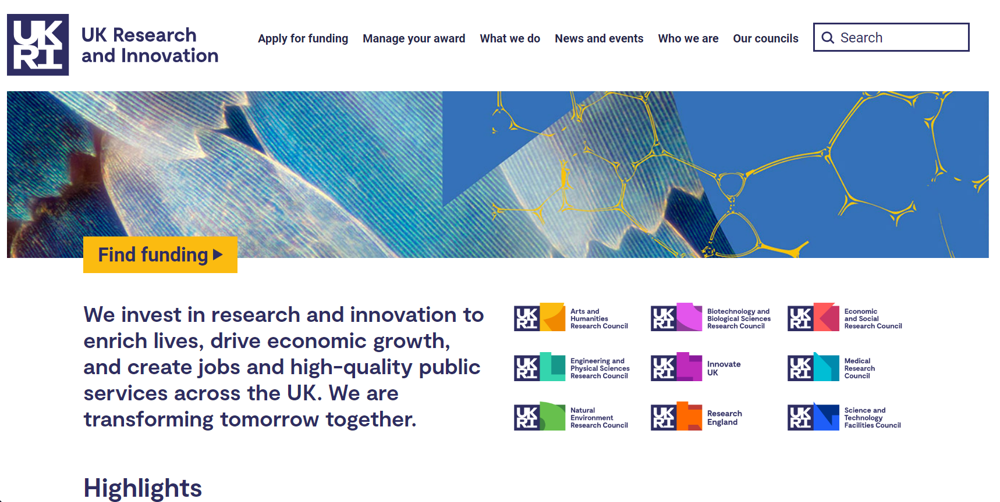 UK
RI
UK Research
and Innovation
Apply for funding
Manage your award
What we do
News and events
Who we are
Our councils
Search
Find funding
We invest in research and innovation to
enrich lives, drive economic growth,
and create jobs and high-quality public
services across the UK. We are
transforming tomorrow together.
UK
RI
Arts and
Humanities
Research Council
UK
RI
Biotechnology and
Biological Sciences
Research Council
UK
RI
Economic
and Social
Research Council
UK
RI
Engineering and
Physical Sciences
Research Council
UK
RI
Innovate
UK
UK
RI
Medical
Research
Council
UK
RI
Natural
Environment
Research Council
UK
RI
Research
England
UK
RI
Science and
Technology
Facilities Council
Highlights